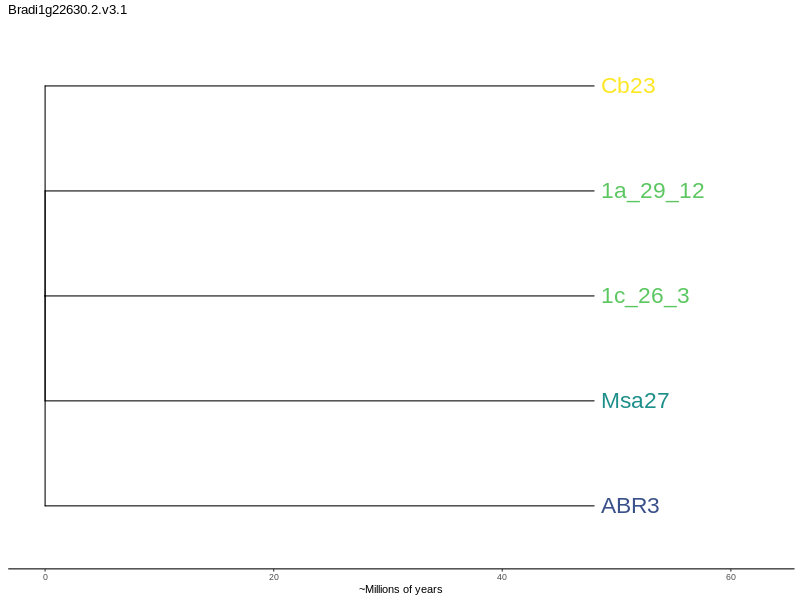 Bradi1g22630.2.v3.1
Cb23
1a_29_12
1c_26_3
Msa27
ABR3
0 20 40 60
~Millions of years